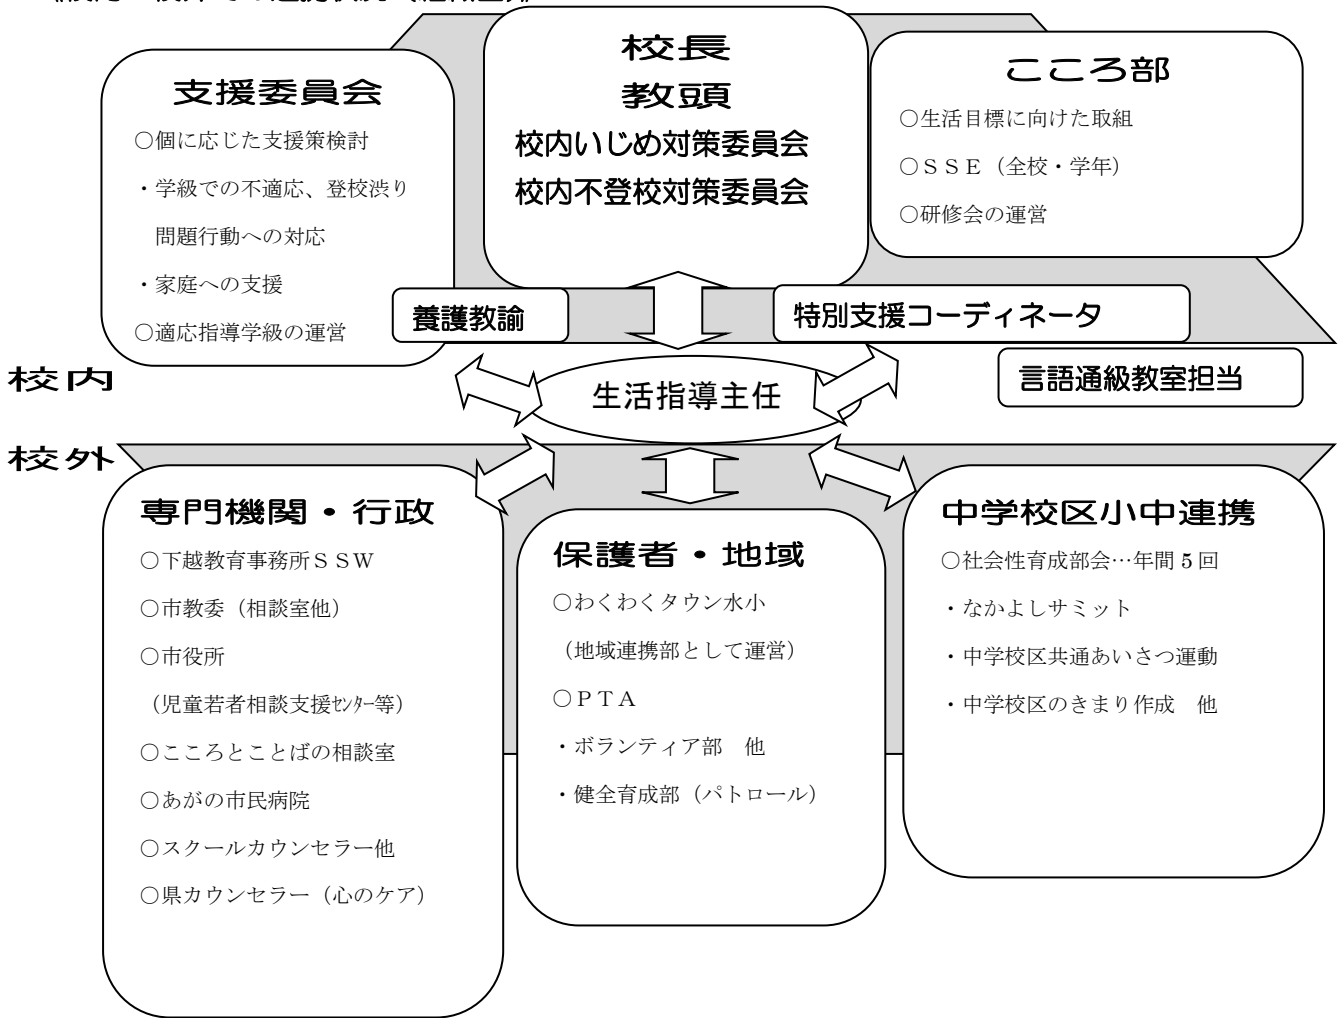 校長
教頭
校内いじめ対策委員会
校内不登校対策委員会
支援委員会
○個に応じた支援策検討
・学級での不適応、登校渋り
問題行動への対応
・家庭への支援
○適応指導学級の運営
こころ部
○生活目標に向けた取組
○ＳＳＥ（全校・学年）
○研修会の運営
養護教諭
特別支援コーディネータ
言語通級教室担当
校内
生活指導主任
校外
専門機関・行政
○下越教育事務所ＳＳＷ
○市教委（相談室他）
○市役所
（児童若者相談支援ｾﾝﾀｰ等）
○こころとことばの相談室
○あがの市民病院
○スクールカウンセラー他
○県カウンセラー（心のケア）
保護者・地域
○わくわくタウン水小
（地域連携部として運営）
○ＰＴＡ
・ボランティア部　他
・健全育成部（パトロール）
中学校区小中連携
○社会性育成部会…年間５回
・なかよしサミット
・中学校区共通あいさつ運動
・中学校区のきまり作成　他